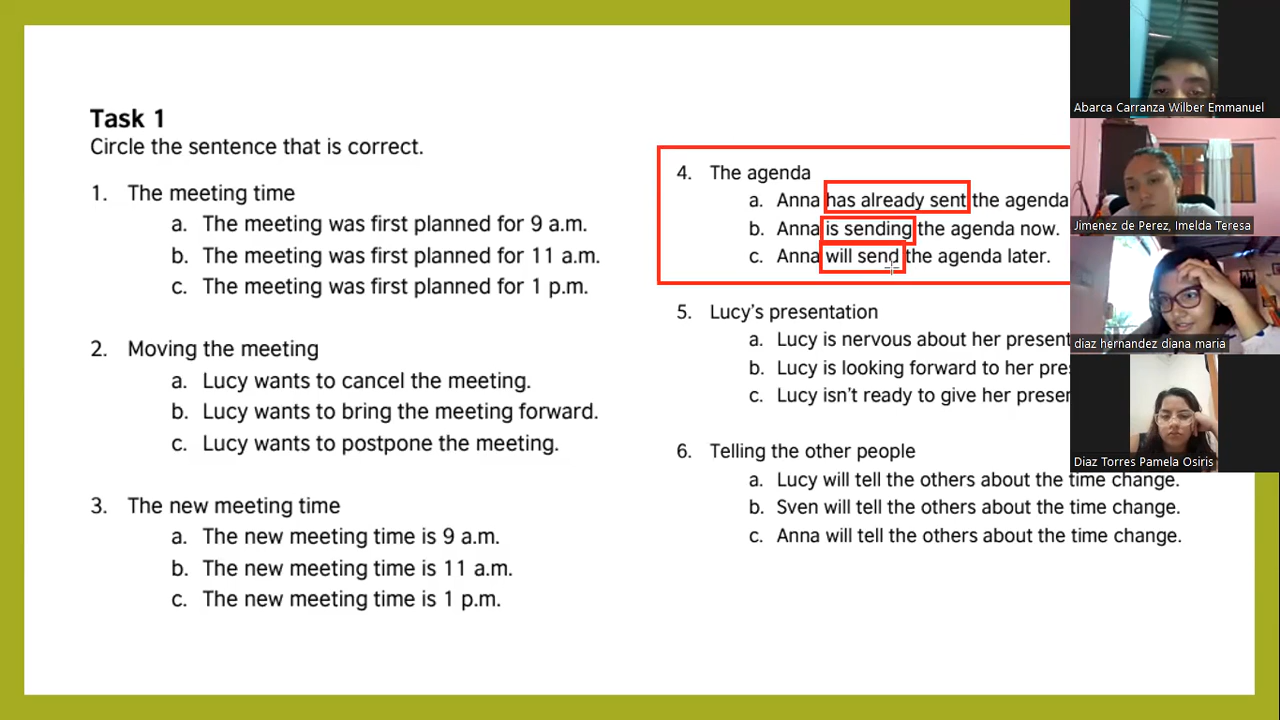 Task 1
Circle the sentence that is correct.
1. The meeting time
a. The meeting was first planned for 9 a.m.
b. The meeting was first planned for 11 a.m.
c. The meeting was first planned for 1 p.m.
2. Moving the meeting
a. Lucy wants to cancel the meeting.
b. Lucy wants to bring the meeting forward.
c. Lucy wants to postpone the meeting.
3. The new meeting time
a. The new meeting time is 9 a.m.
b. The new meeting time is 11 a.m.
c. The new meeting time is 1 p.m.
4. The agenda
a. Anna has already sent the agenda
b. Anna is sending the agenda now.
c. Anna will send the agenda later.
5. Lucy's presentation
a. Lucy is nervous about her present
b. Lucy is looking forward to her pre
c. Lucy isn't ready to give her presen
6. Telling the other people
a. Lucy will tell the others about the time change.
b. Sven will tell the others about the time change.
c. Anna will tell the others about the time change.
Abarca Carranza Wilber Emmanuel
Jimenez de Perez, Imelda Teresa
diaz hernandez diana maria
Diaz Torres Pamela Osiris